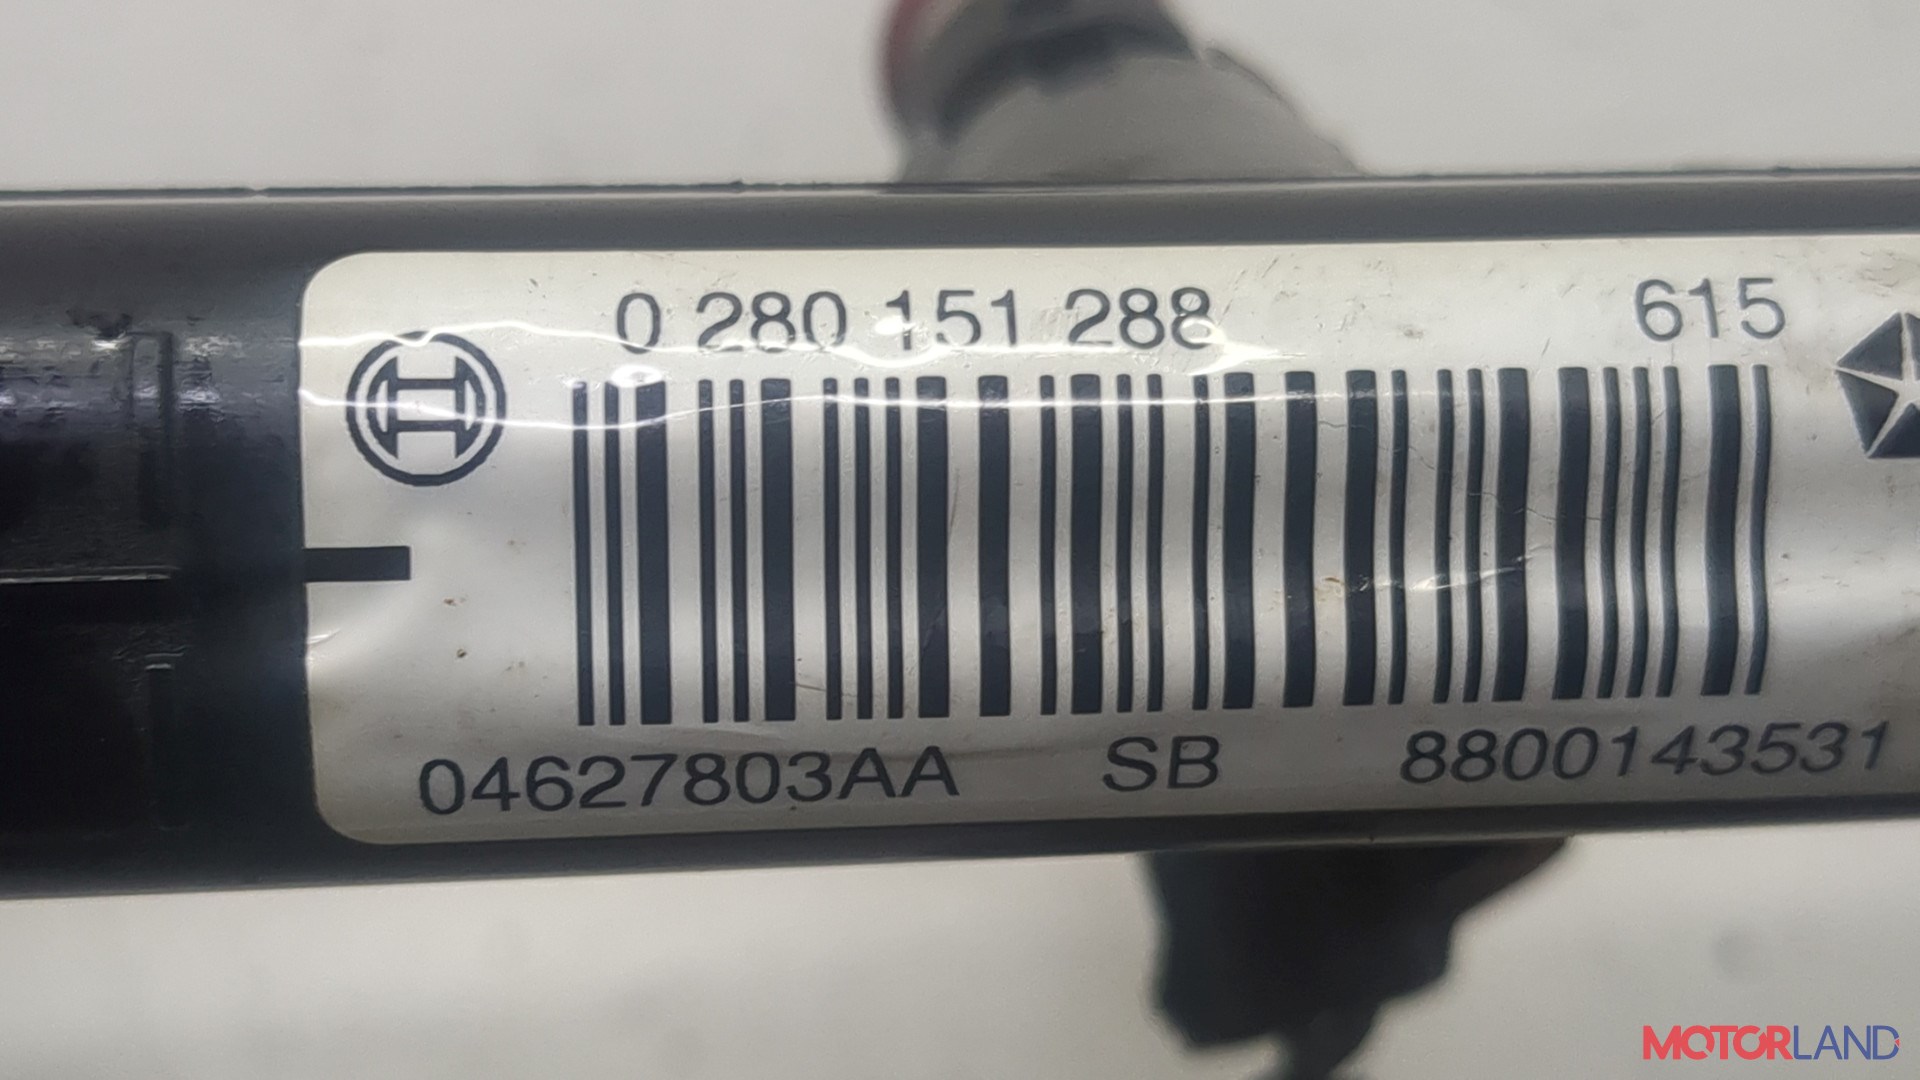 0 280 151 288 615
04627803AA SB 8800143531
MOTORLAND